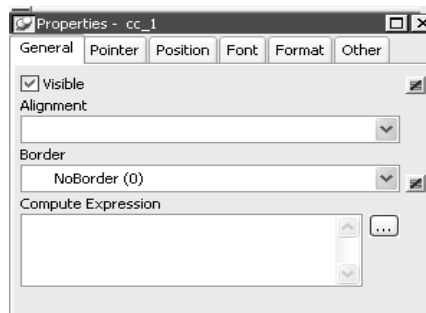 Properties - cc_1
General Pointer Position Font Format Other
Visible
Alignment
Border
NoBorder (0)
Compute Expression
...